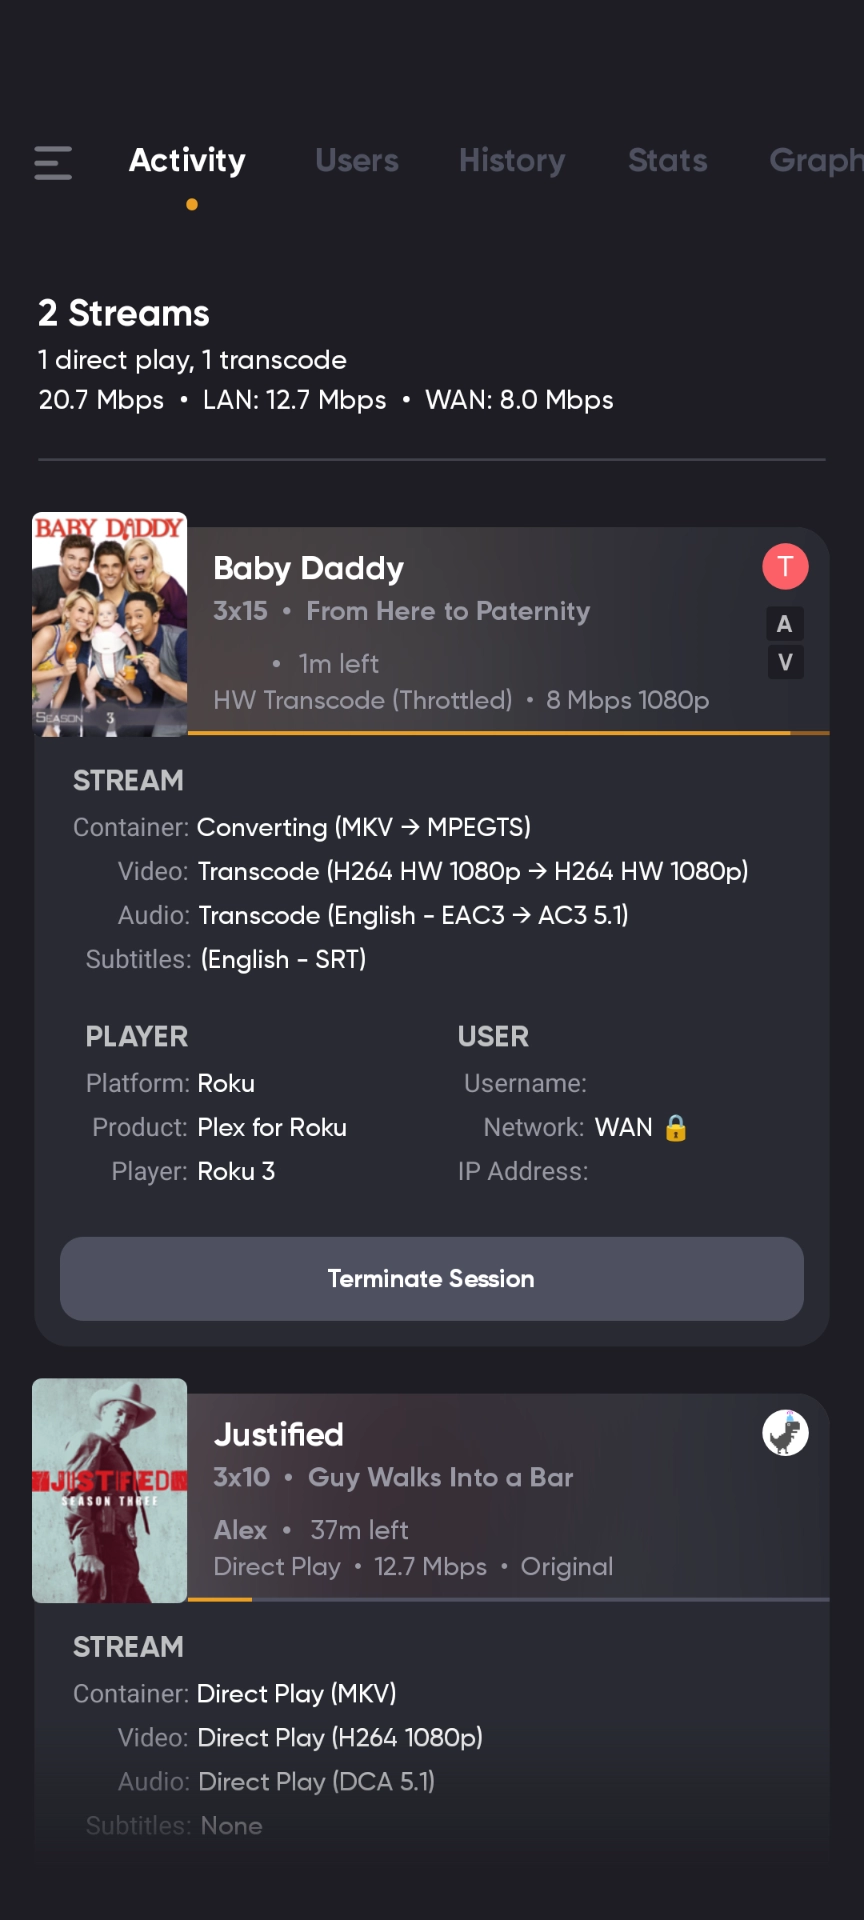 Activity Users History Stats Graph
2 Streams
1 direct play, 1 transcode
20.7 Mbps • LAN: 12.7 Mbps • WAN: 8.0 Mbps
BABY DADDY
SEASON 3
Baby Daddy
3x15 • From Here to Paternity
• 1m left
HW Transcode (Throttled) • 8 Mbps 1080p
T
A
V
STREAM
Container: Converting (MKV → MPEGTS)
Video: Transcode (H264 HW 1080p → H264 HW 1080p)
Audio: Transcode (English - EAC3 → AC3 5.1)
Subtitles: (English - SRT)
PLAYER
Platform: Roku
Product: Plex for Roku
Player: Roku 3
USER
Username:
Network: WAN 🔒
IP Address:
Terminate Session
JUSTIFIED
SEASON THREE
Justified
3x10 • Guy Walks Into a Bar
Alex • 37m left
Direct Play • 12.7 Mbps • Original
STREAM
Container: Direct Play (MKV)
Video: Direct Play (H264 1080p)
Audio: Direct Play (DCA 5.1)
Subtitles: None